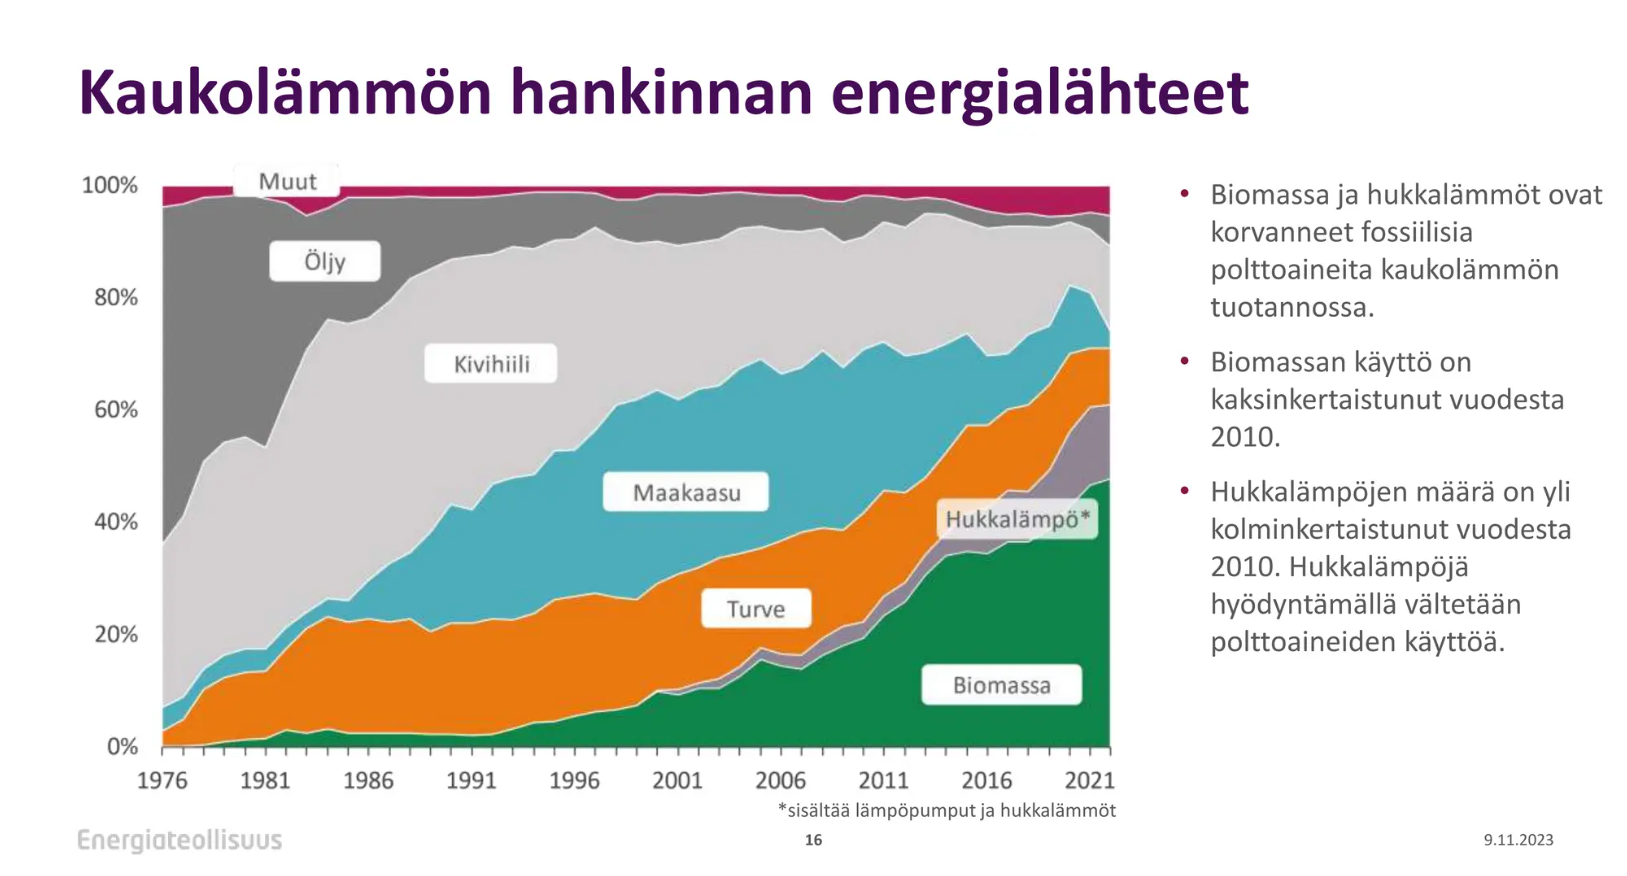 Kaukolämmön hankinnan energialähteet
100%
80%
60%
40%
20%
0%
Muut
Öljy
Kivihiili
Maakaasu
Hukkalämpö*
Turve
Biomassa
1976 1981 1986 1991 1996 2001 2006 2011 2016 2021
*sisältää lämpöpumput ja hukkalämmöt
• Biomassa ja hukkalämmöt ovat
korvanneet fossiilisia
polttoaineita kaukolämmön
tuotannossa.
• Biomassan käyttö on
kaksinkertaistunut vuodesta
2010.
• Hukkalämpöjen määrä on yli
kolminkertaistunut vuodesta
2010. Hukkalämpöjä
hyödyntämällä vältetään
polttoaineiden käyttöä.
Energiateollisuus
16
9.11.2023